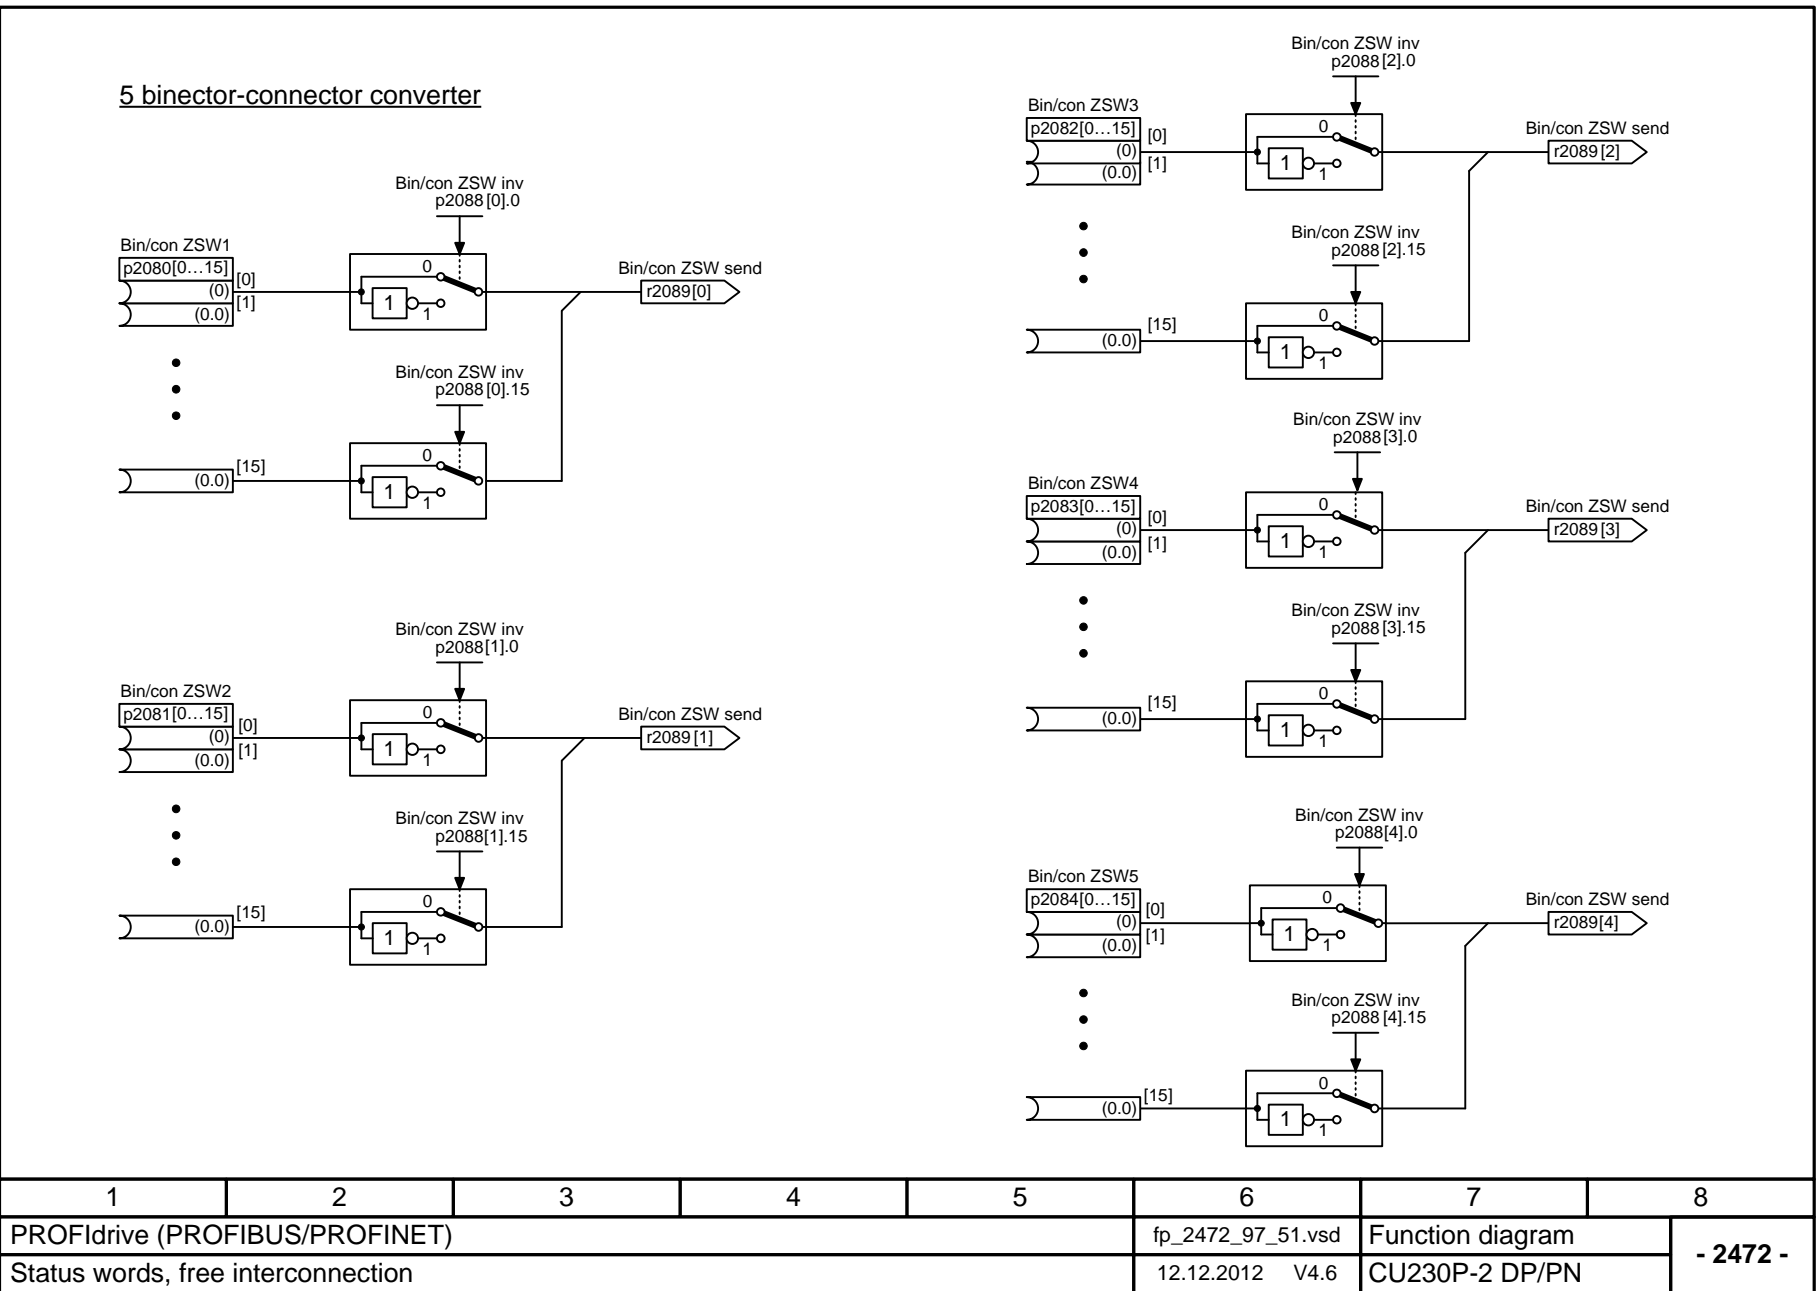 5 binector-connector converter
Bin/con ZSW inv
p2088[0].0
Bin/con ZSW1
p2080[0…15]
[0]
(0)
[1]
(0.0)
0
1
1
Bin/con ZSW send
r2089[0]
Bin/con ZSW inv
p2088[0].15
[15]
(0.0)
0
1
1
Bin/con ZSW inv
p2088[1].0
Bin/con ZSW2
p2081[0…15]
[0]
(0)
[1]
(0.0)
0
1
1
Bin/con ZSW send
r2089[1]
Bin/con ZSW inv
p2088[1].15
[15]
(0.0)
0
1
1
Bin/con ZSW inv
p2088[2].0
Bin/con ZSW3
p2082[0…15]
[0]
(0)
[1]
(0.0)
0
1
1
Bin/con ZSW send
r2089[2]
Bin/con ZSW inv
p2088[2].15
[15]
(0.0)
0
1
1
Bin/con ZSW inv
p2088[3].0
Bin/con ZSW4
p2083[0…15]
[0]
(0)
[1]
(0.0)
0
1
1
Bin/con ZSW send
r2089[3]
Bin/con ZSW inv
p2088[3].15
[15]
(0.0)
0
1
1
Bin/con ZSW inv
p2088[4].0
Bin/con ZSW5
p2084[0…15]
[0]
(0)
[1]
(0.0)
0
1
1
Bin/con ZSW send
r2089[4]
Bin/con ZSW inv
p2088[4].15
[15]
(0.0)
0
1
1
1 2 3 4 5 6 7 8
PROFIdrive (PROFIBUS/PROFINET) fp_2472_97_51.vsd Function diagram
- 2472 -
Status words, free interconnection 12.12.2012 V4.6 CU230P-2 DP/PN